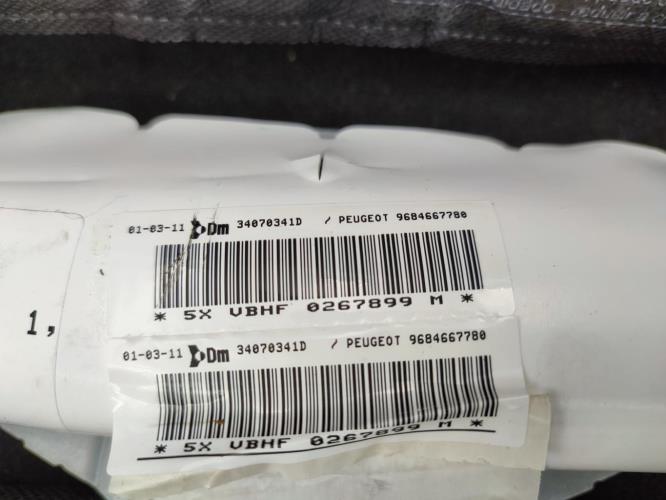 01-03-11 Dm 34070341D / PEUGEOT 9684667780
* 5X VBHF 0267899 M *
1,
01-03-11 Dm 34070341D / PEUGEOT 9684667780
* 5X VBHF 0267899 M *